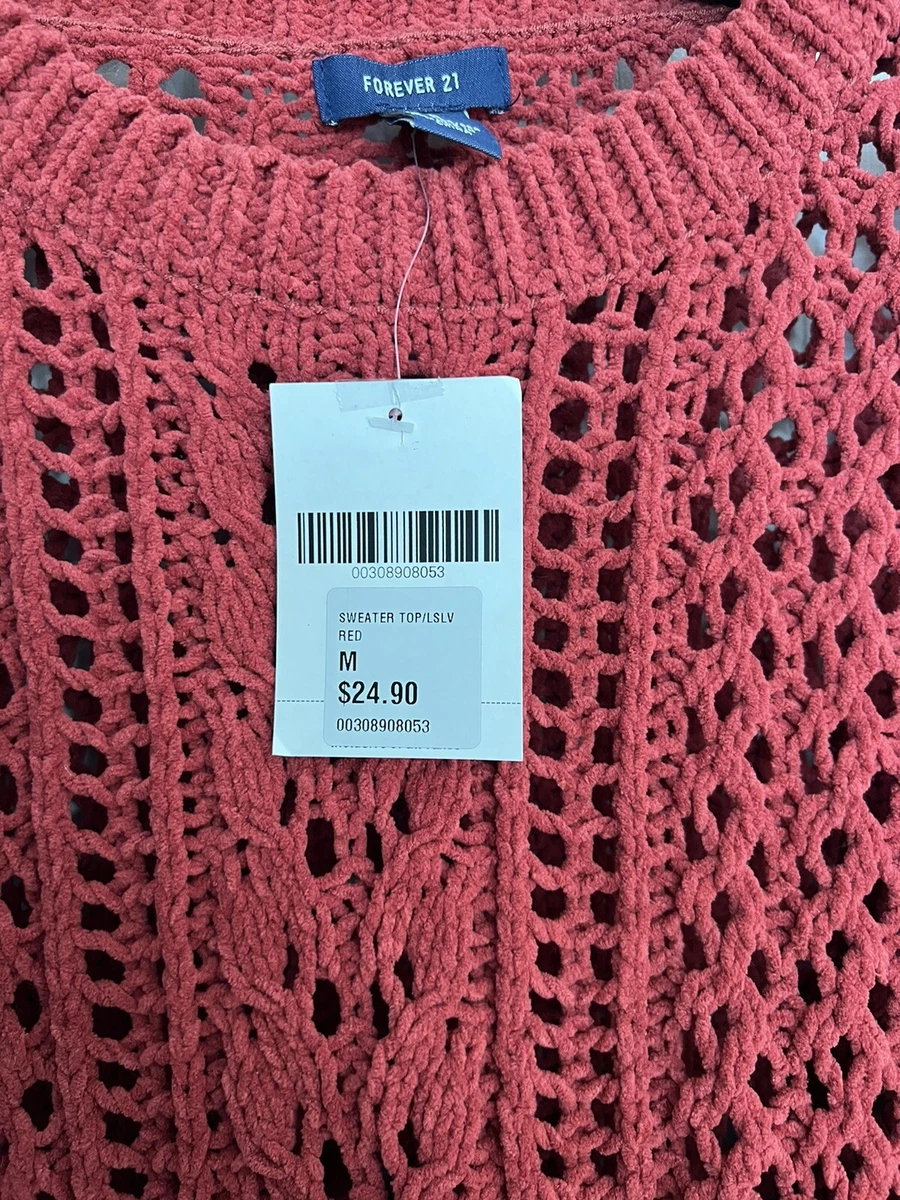 FOREVER 21
00308908053
SWEATER TOP/LSLV
RED
M
$24.90
00308908053